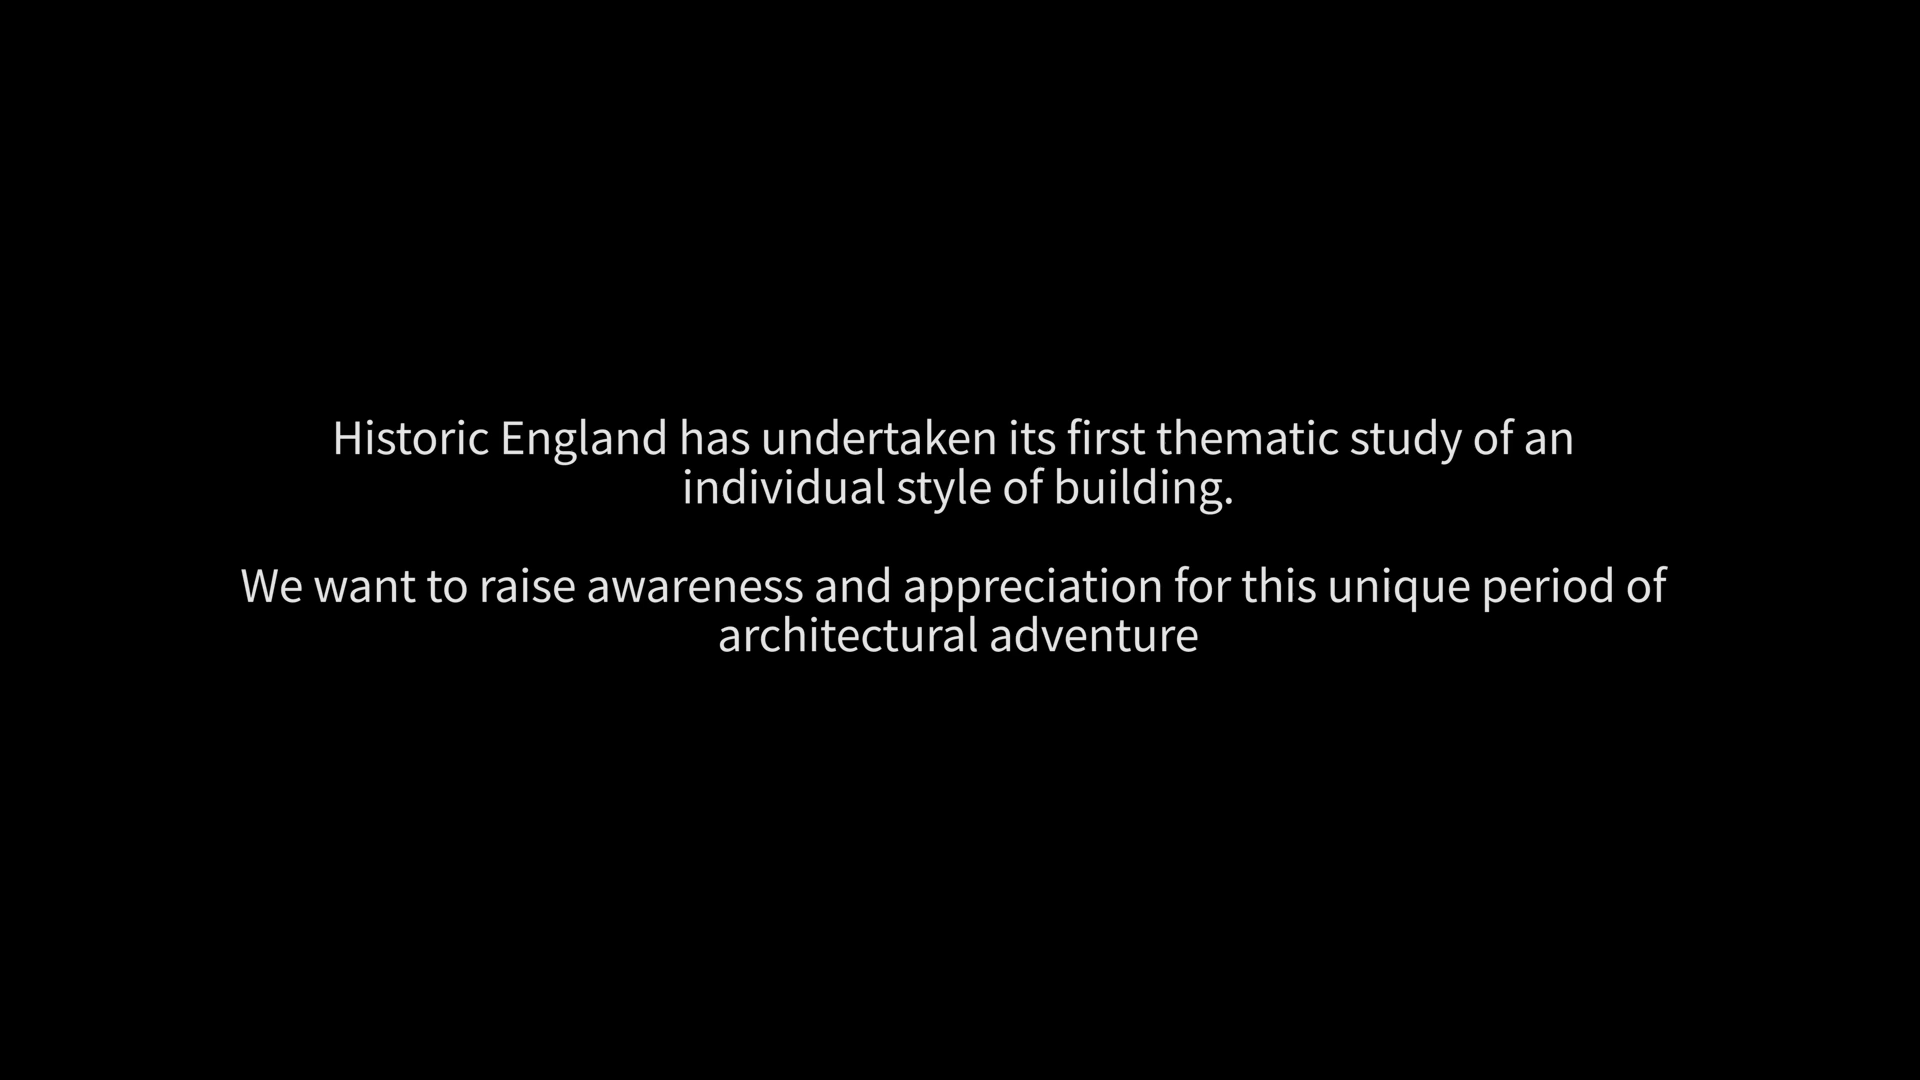 Historic England has undertaken its first thematic study of an
individual style of building.
We want to raise awareness and appreciation for this unique period of
architectural adventure